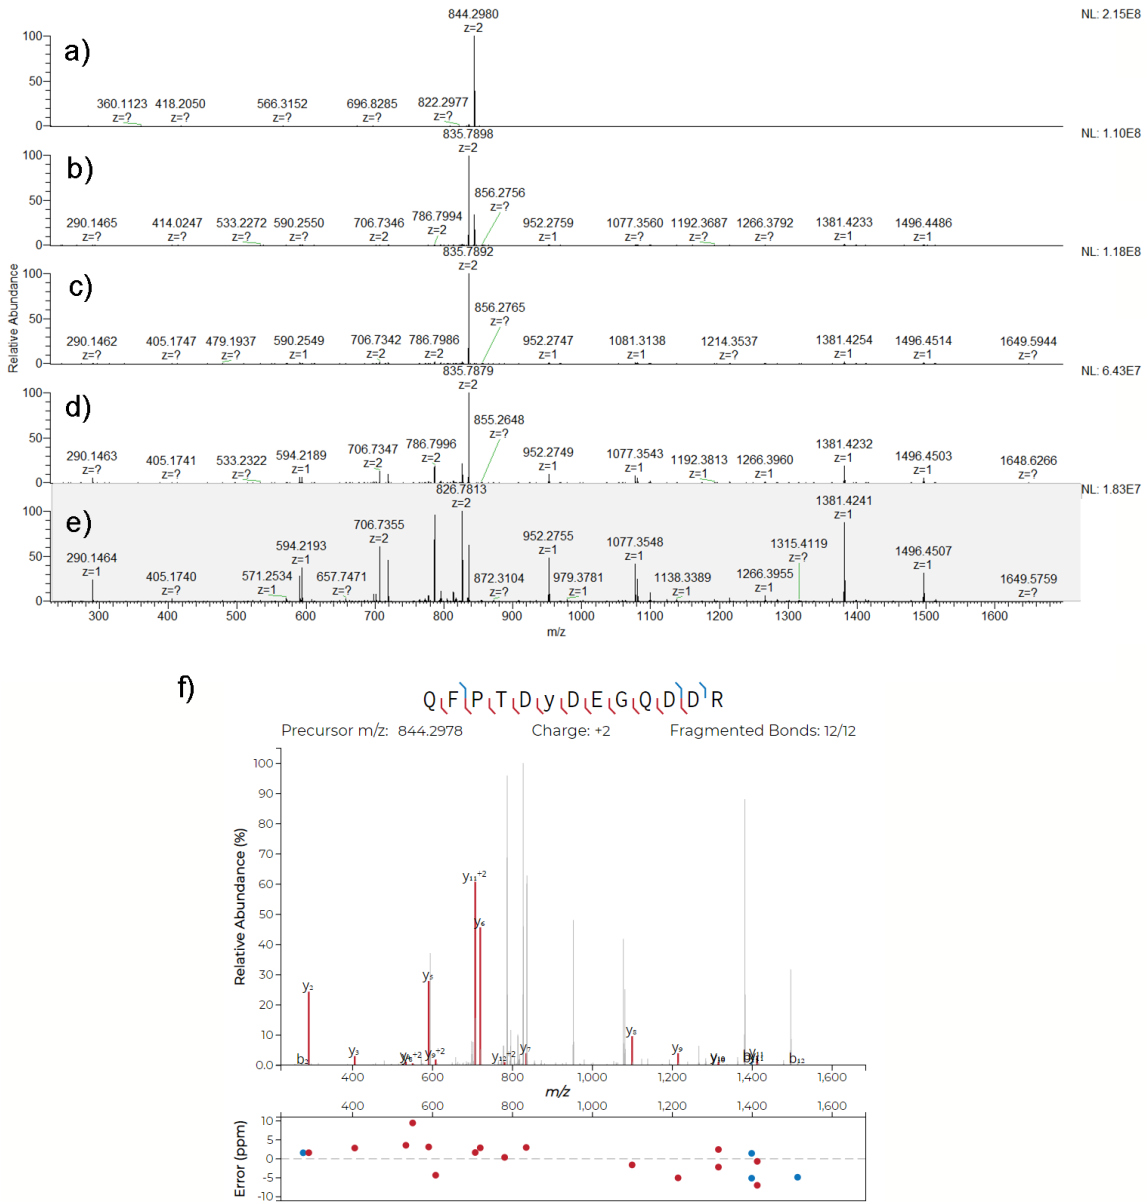 844.2980
z=2
NL: 2.15E8
100
a)
50
360.1123 418.2050 566.3152 696.8285 822.2977
z=? z=? z=? z=? z=?
0
835.7898
z=2
NL: 1.10E8
100
b)
856.2756
z=?
50
290.1465 414.0247 533.2272 590.2550 706.7346 786.7994 952.2759 1077.3560 1192.3687 1266.3792 1381.4233 1496.4486
z=? z=? z=? z=? z=2 z=2 z=1 z=? z=? z=? z=1 z=1
0
835.7892
z=2
NL: 1.18E8
100
c)
856.2765
z=?
50
290.1462 405.1747 479.1937 590.2549 706.7342 786.7986 952.2747 1081.3138 1214.3537 1381.4254 1496.4514 1649.5944
z=? z=? z=? z=1 z=2 z=2 z=1 z=1 z=? z=1 z=1 z=?
0
Relative Abundance
835.7879
z=2
NL: 6.43E7
100
d)
855.2648
z=?
50
290.1463 405.1741 533.2322 594.2189 706.7347 786.7996 952.2749 1077.3543 1192.3813 1266.3960 1381.4232 1496.4503 1648.6266
z=? z=? z=? z=1 z=2 z=2 z=1 z=1 z=? z=? z=1 z=1 z=?
0
826.7813
z=2
NL: 1.83E7
100
e)
706.7355
z=2
1381.4241
z=1
50
290.1464 405.1740 571.2534 594.2193 657.7471 872.3104 952.2755 979.3781 1077.3548 1138.3389 1266.3955 1315.4119 1496.4507 1649.5759
z=1 z=? z=1 z=1 z=? z=? z=1 z=1 z=1 z=1 z=1 z=? z=1 z=?
0
300 400 500 600 700 800 900 1000 1100 1200 1300 1400 1500 1600
m/z
f)
Q F P T D y D E G Q D D R
Precursor m/z: 844.2978 Charge: +2 Fragmented Bonds: 12/12
100
90
80
70
60
50
40
30
20
10
0.0
Relative Abundance (%)
y₁₁⁺²
y₆
y₅
y₂
y₈
b₂
y₃
y₉⁺²
y₁₂⁺²
y₇
y₉
y₁₀
b₁₂
400 600 800 1,000 1,200 1,400 1,600
m/z
400 600 800 1,000 1,200 1,400 1,600
10
5
0
-5
-10
Error (ppm)